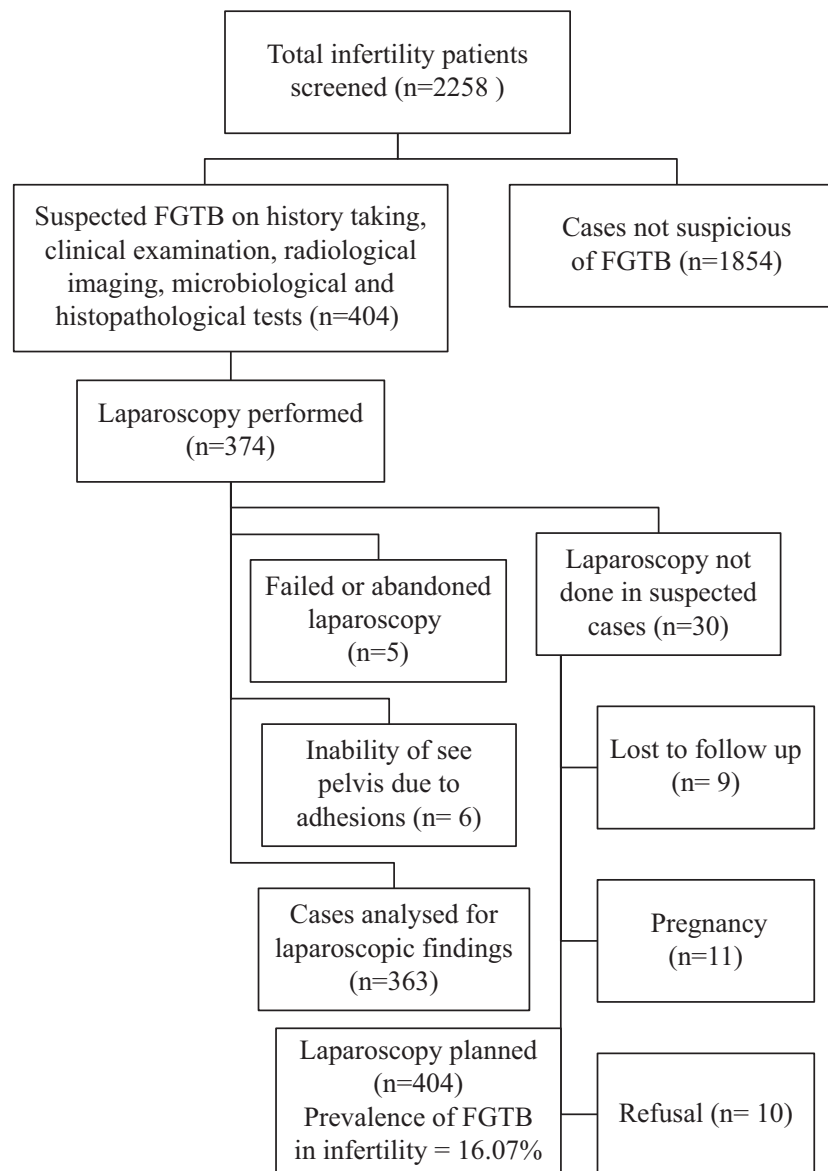 Total infertility patients
screened (n=2258 )
Suspected FGTB on history taking,
clinical examination, radiological
imaging, microbiological and
histopathological tests (n=404)
Cases not suspicious
of FGTB (n=1854)
Laparoscopy performed
(n=374)
Failed or abandoned
laparoscopy
(n=5)
Laparoscopy not
done in suspected
cases (n=30)
Inability of see
pelvis due to
adhesions (n= 6)
Lost to follow up
(n= 9)
Cases analysed for
laparoscopic findings
(n=363)
Pregnancy
(n=11)
Laparoscopy planned
(n=404)
Prevalence of FGTB
in infertility = 16.07%
Refusal (n= 10)